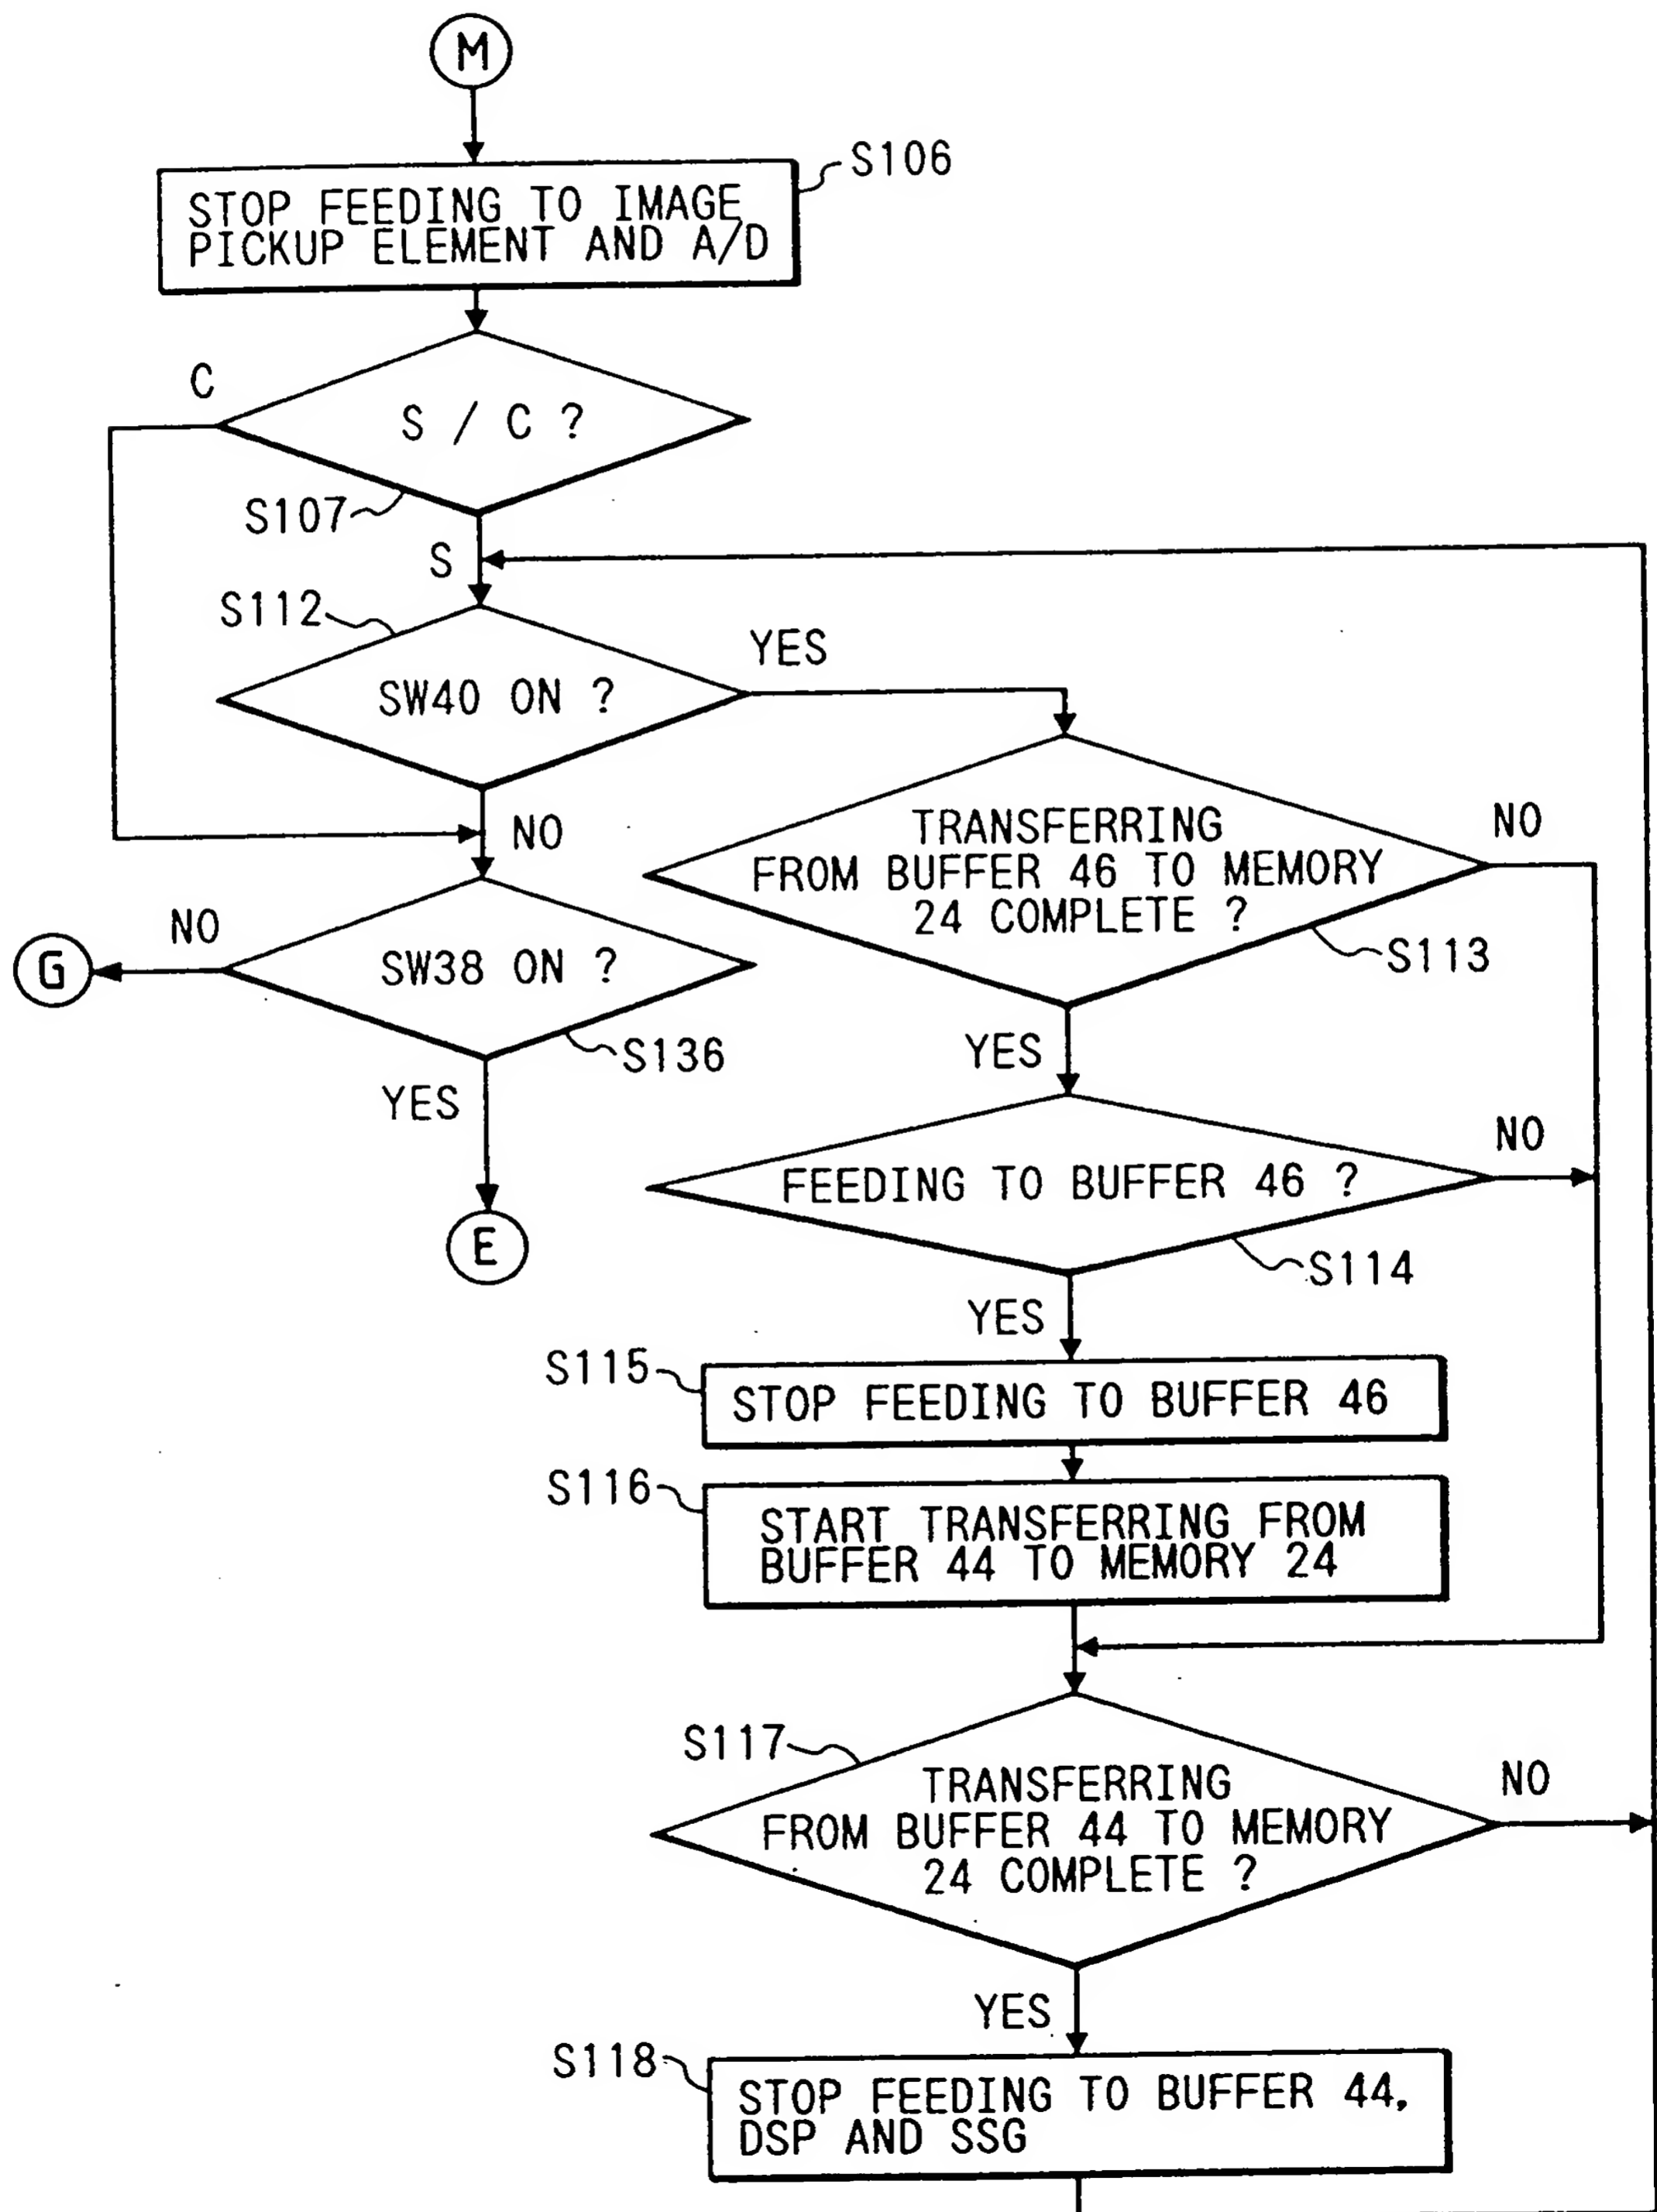 M
S106
STOP FEEDING TO IMAGE
PICKUP ELEMENT AND A/D
C
S / C ?
S107
S
S112
YES
SW40 ON ?
NO
TRANSFERRING
FROM BUFFER 46 TO MEMORY
24 COMPLETE ?
NO
S113
NO
G
SW38 ON ?
S136
YES
YES
E
NO
FEEDING TO BUFFER 46 ?
S114
YES
S115
STOP FEEDING TO BUFFER 46
S116
START TRANSFERRING FROM
BUFFER 44 TO MEMORY 24
S117
TRANSFERRING
FROM BUFFER 44 TO MEMORY
24 COMPLETE ?
NO
YES
S118
STOP FEEDING TO BUFFER 44,
DSP AND SSG